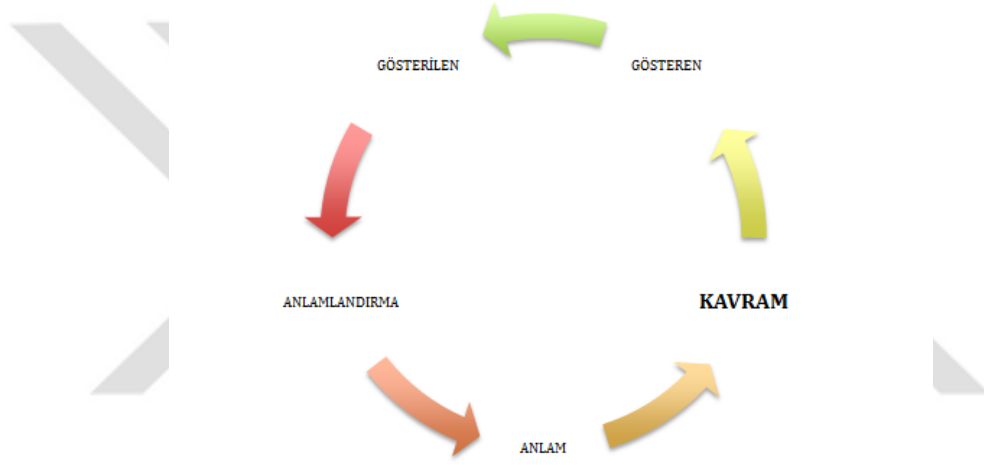 GÖSTERİLEN
GÖSTEREN
ANLAMLANDIRMA
KAVRAM
ANLAM